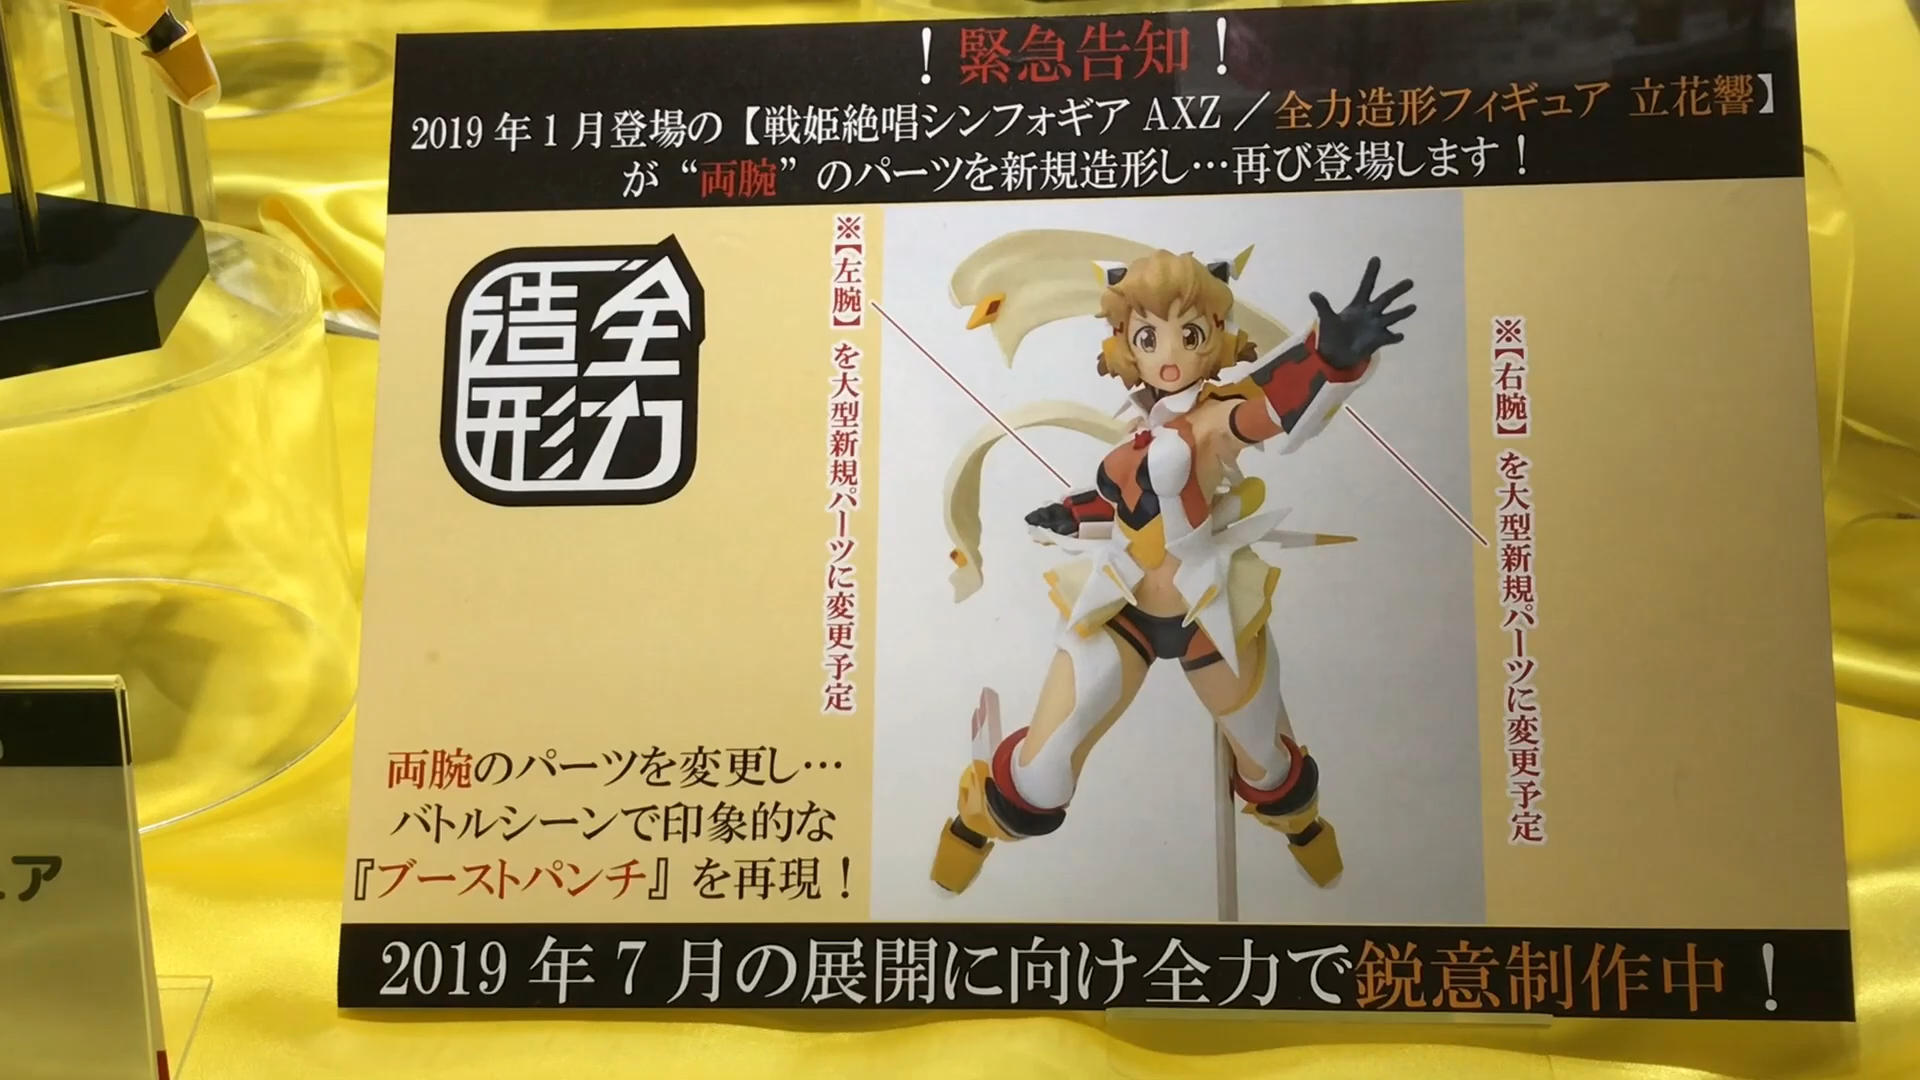 ！緊急告知！
2019年1月登場の【戦姫絶唱シンフォギア AXZ／全力造形フィギュア 立花響】
が“両腕”のパーツを新規造形し…再び登場します！
全力造形
※【左腕】を大型新規パーツに変更予定
※【右腕】を大型新規パーツに変更予定
両腕のパーツを変更し…
バトルシーンで印象的な
『ブーストパンチ』を再現！
2019年7月の展開に向け全力で鋭意制作中！
ュア